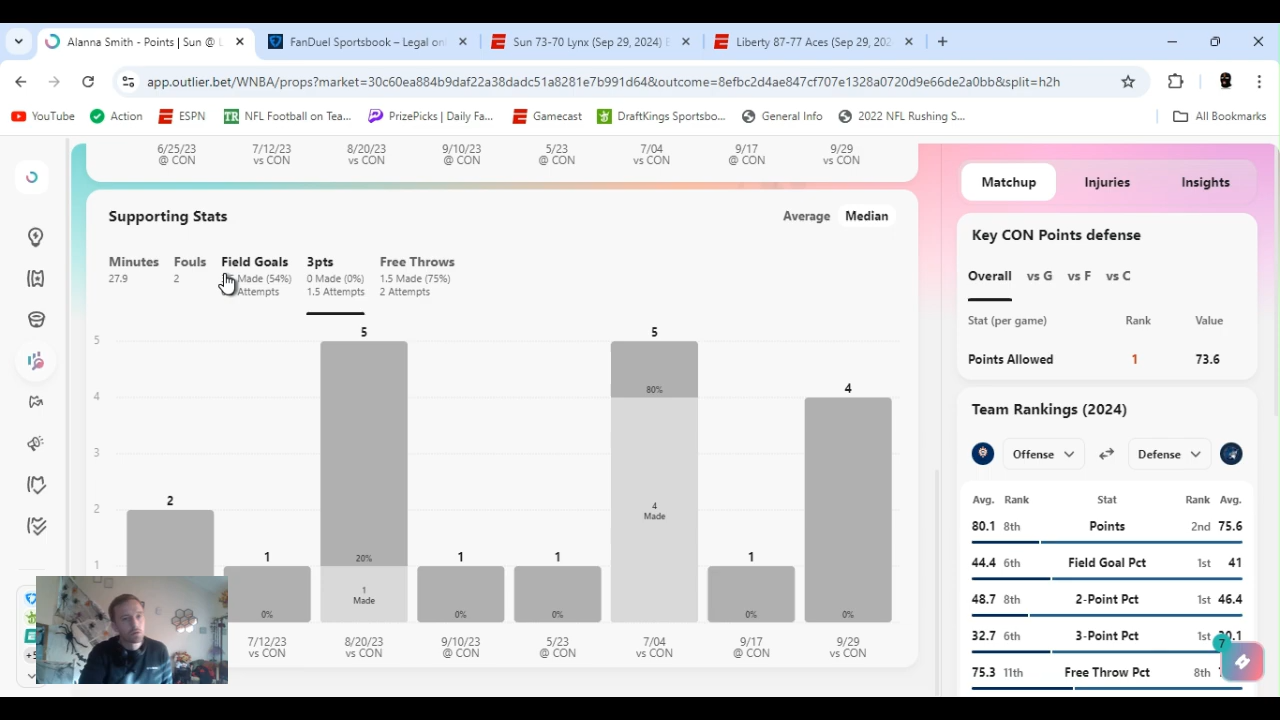 Alanna Smith - Points | Sun @ L
FanDuel Sportsbook – Legal on
Sun 73-70 Lynx (Sep 29, 2024)
Liberty 87-77 Aces (Sep 29, 202
app.outlier.bet/WNBA/props?market=30c60ea884b9daf22a38dadc51a8281e7b991d64&outcome=8efbc2d4ae847cf707e1328a0720d9e66de2a0bb&split=h2h
YouTube
Action
ESPN
NFL Football on Tea...
PrizePicks | Daily Fa...
Gamecast
DraftKings Sportsbo...
General Info
2022 NFL Rushing S...
All Bookmarks
6/25/23 7/12/23 8/20/23 9/10/23 5/23 7/04 9/17 9/29
@ CON vs CON vs CON @ CON @ CON vs CON @ CON vs CON
Supporting Stats
Average Median
Minutes Fouls Field Goals 3pts Free Throws
27.9 2 Made (54%) 0 Made (0%) 1.5 Made (75%)
Attempts 1.5 Attempts 2 Attempts
5
4
3
2
1
2
1
0%
5
20%
1
Made
1
0%
1
0%
5
80%
4
Made
1
0%
4
0%
7/12/23 8/20/23 9/10/23 5/23 7/04 9/17 9/29
vs CON vs CON @ CON @ CON vs CON @ CON vs CON
Matchup Injuries Insights
Key CON Points defense
Overall vs G vs F vs C
Stat (per game) Rank Value
Points Allowed 1 73.6
Team Rankings (2024)
Offense Defense
Avg. Rank Stat Rank Avg.
80.1 8th Points 2nd 75.6
44.4 6th Field Goal Pct 1st 41
48.7 8th 2-Point Pct 1st 46.4
32.7 6th 3-Point Pct 1st
7
75.3 11th Free Throw Pct 8th